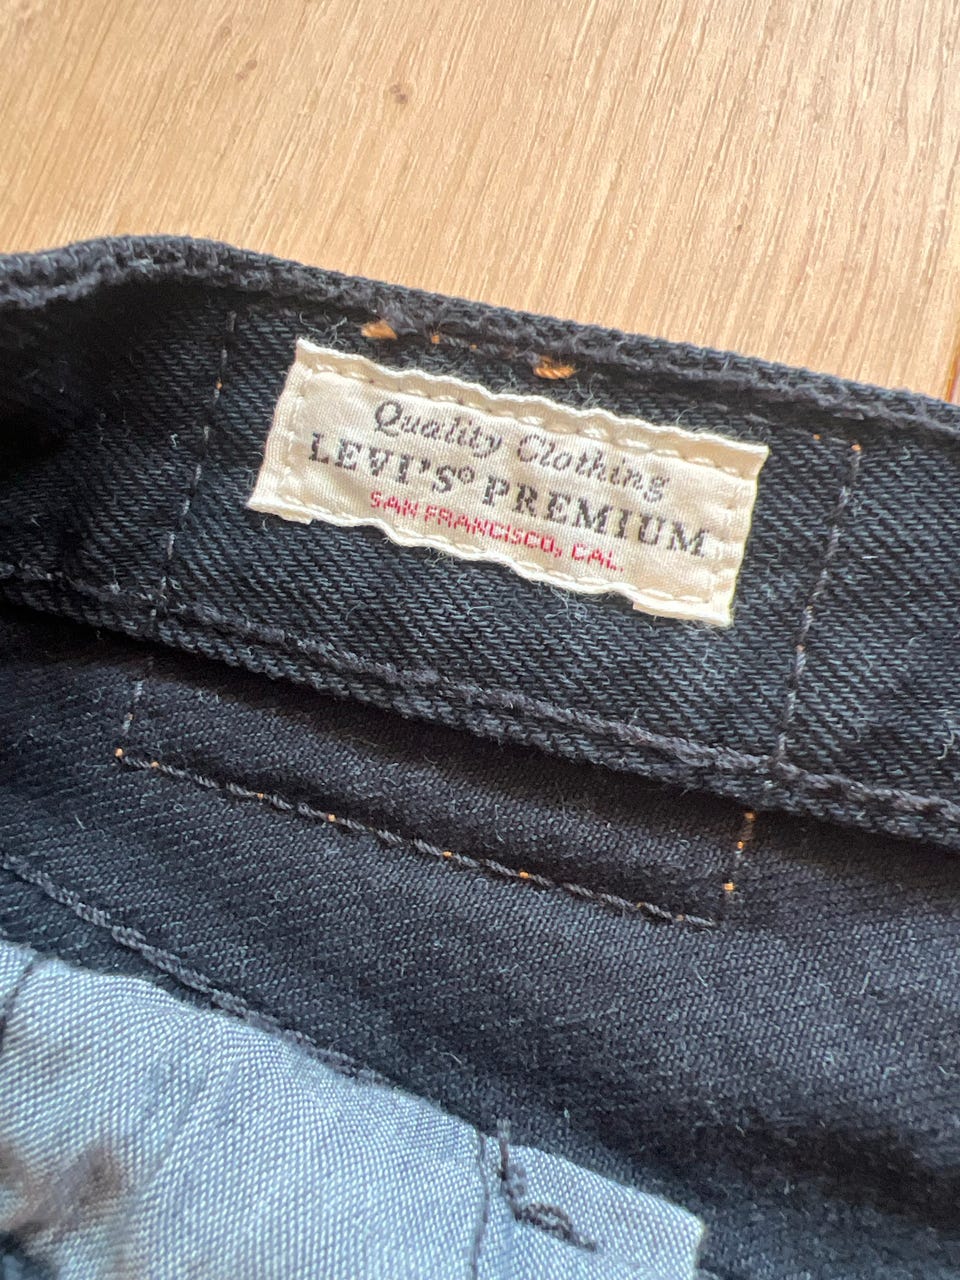 Quality Clothing
LEVI'S® PREMIUM
SAN FRANCISCO, CAL.